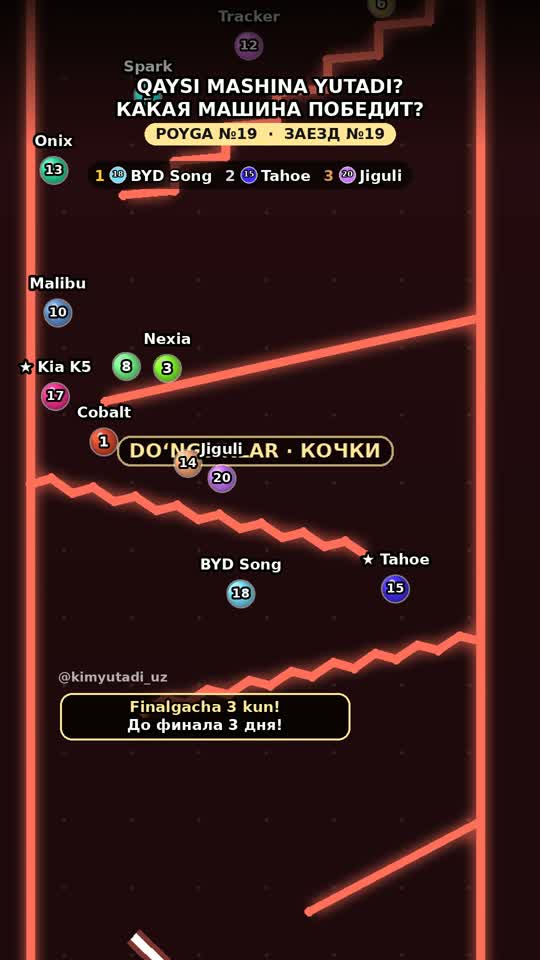 6
Tracker
12
Spark
QAYSI MASHINA YUTADI?
КАКАЯ МАШИНА ПОБЕДИТ?
POYGA №19 · ЗАЕЗД №19
Onix
13
1 18 BYD Song 2 15 Tahoe 3 20 Jiguli
Malibu
10
Nexia
8
3
★ Kia K5
17
Cobalt
1
КОЧКИ
Jiguli
14
20
★ Tahoe
BYD Song
18
15
@kimyutadi_uz
Finalgacha 3 kun!
До финала 3 дня!